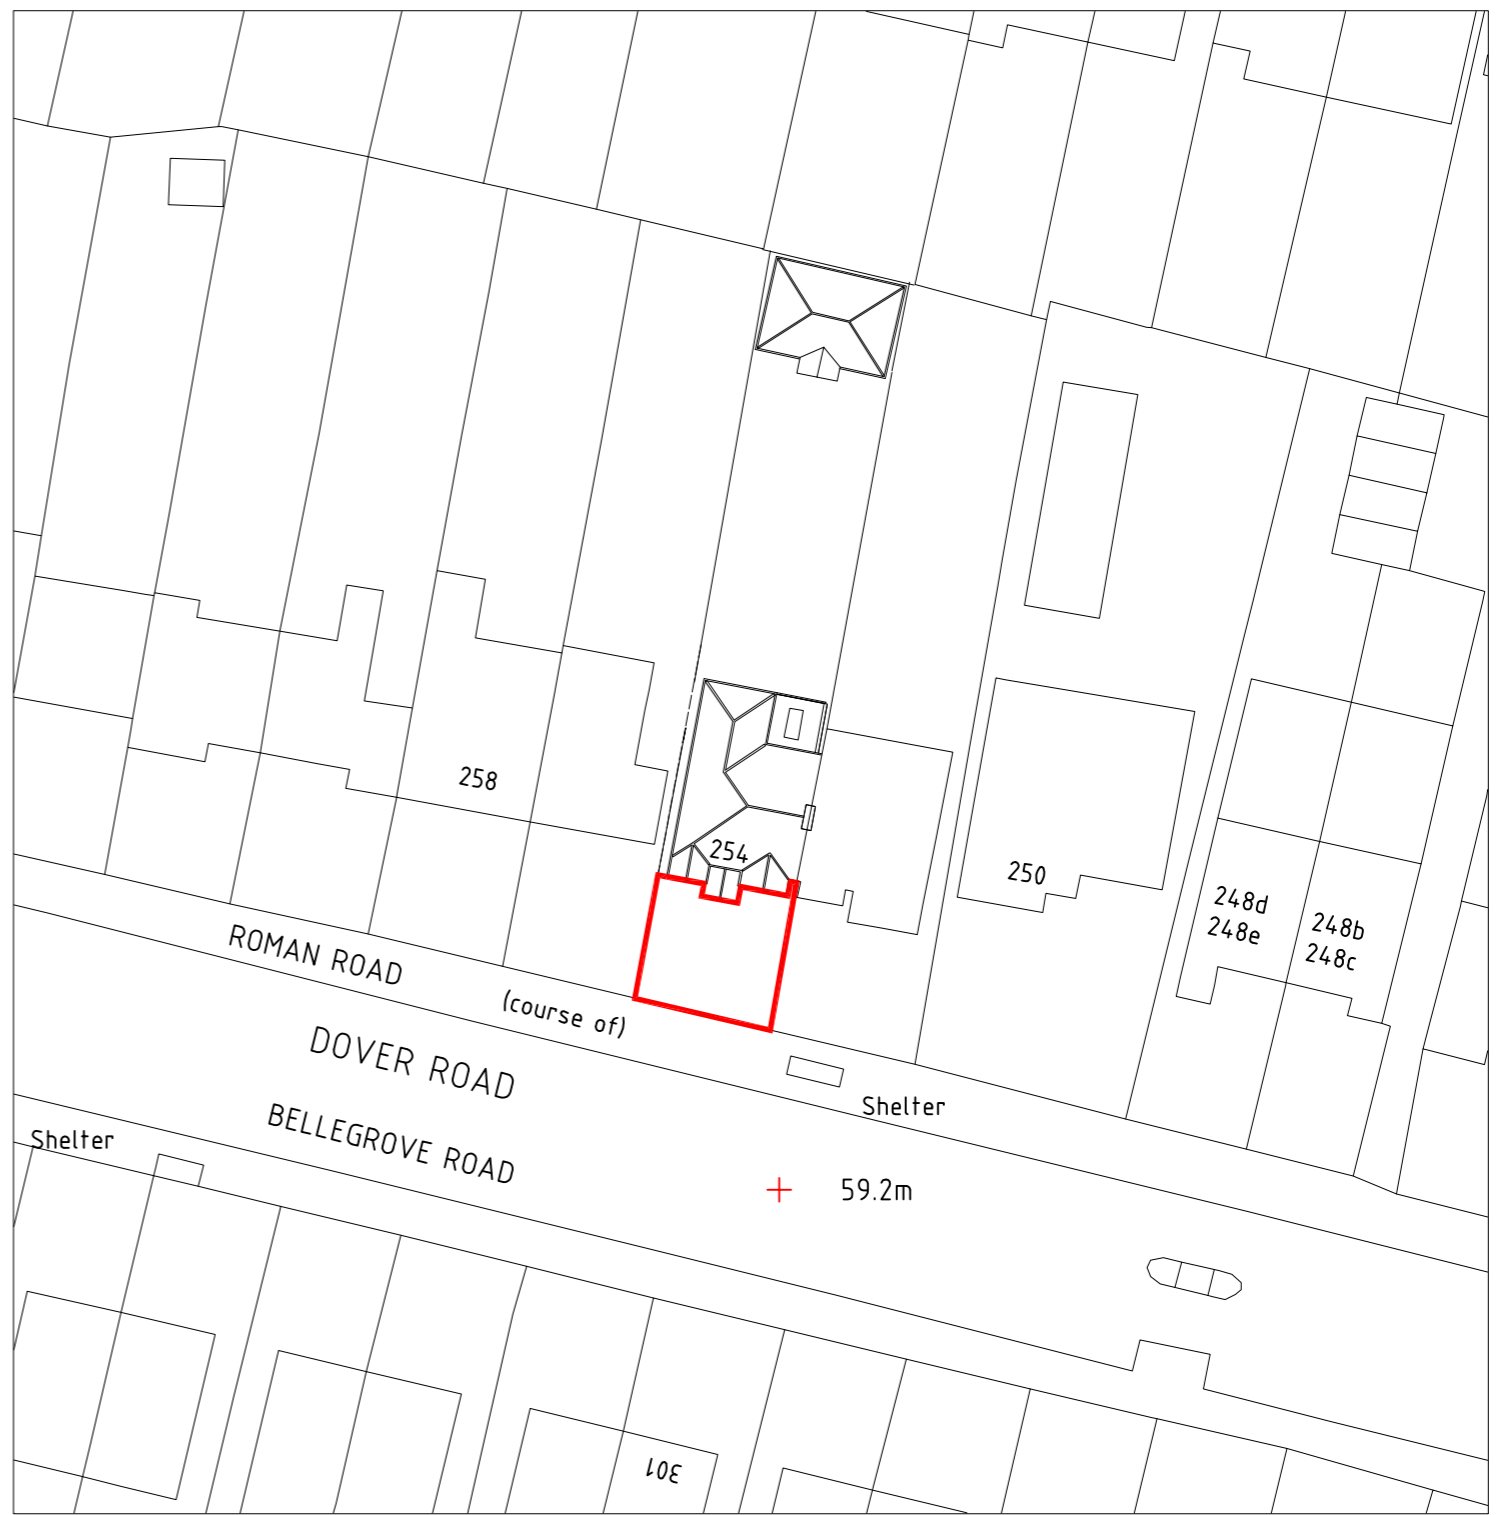 258
254
250
248d
248e
248b
248c
ROMAN ROAD
(course of)
DOVER ROAD
Shelter
BELLEGROVE ROAD
Shelter
59.2m
301